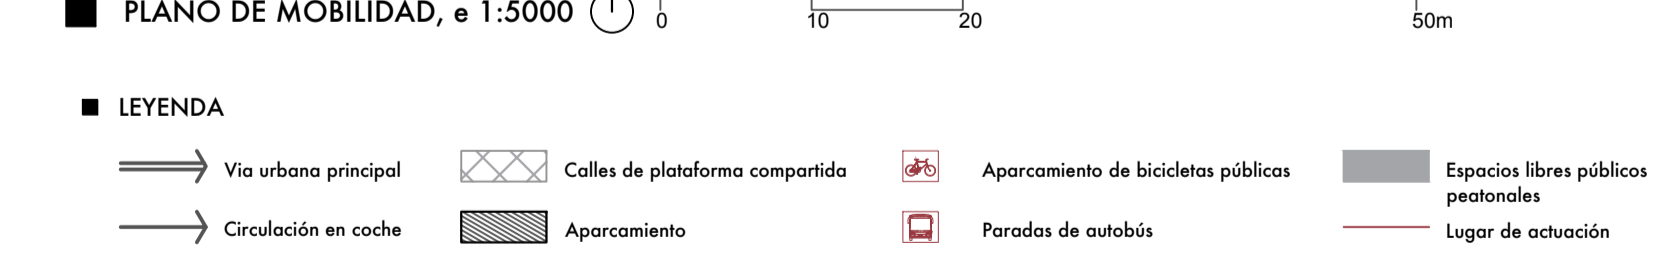 PLANO DE MOBILIDAD, e 1:5000
0 10 20 50m
LEYENDA
Via urbana principal
Calles de plataforma compartida
Aparcamiento de bicicletas públicas
Espacios libres públicos
peatonales
Circulación en coche
Aparcamiento
Paradas de autobús
Lugar de actuación